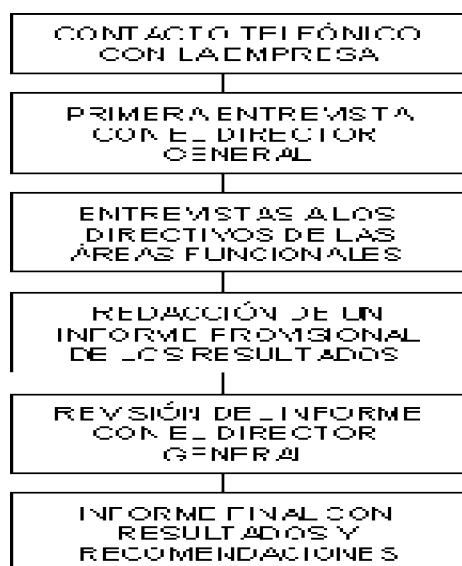 CONTACTO TELEFÓNICO
CON LA EMPRESA
PRIMERA ENTREVISTA
CON EL DIRECTOR
GENERAL
ENTREVISTAS A LOS
DIRECTIVOS DE LAS
ÁREAS FUNCIONALES
REDACCIÓN DE UN
INFORME PROVISIONAL
DE LOS RESULTADOS
REVISIÓN DEL INFORME
CON EL DIRECTOR
GENERAL
INFORME FINAL CON
RESULTADOS Y
RECOMENDACIONES